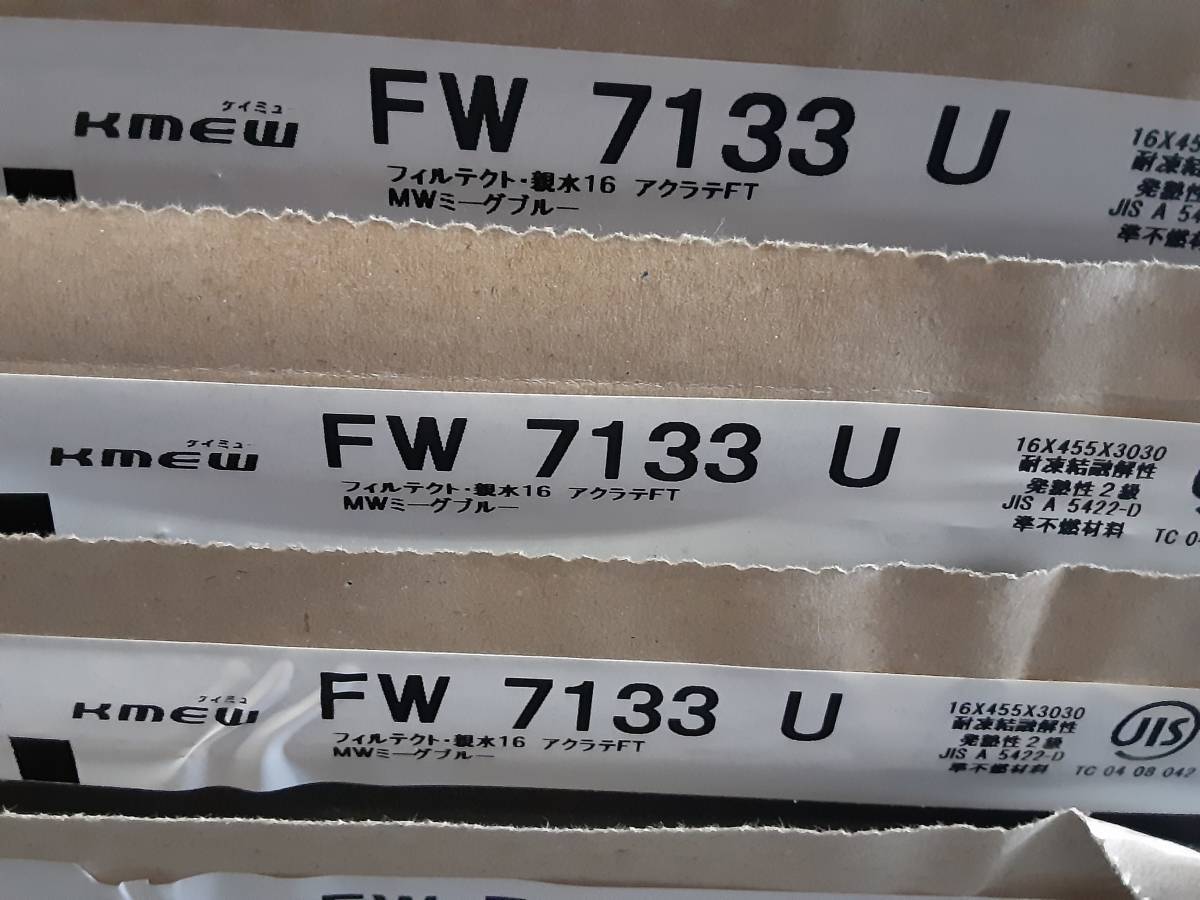 ケイミュー
KMEW
FW 7133 U
フィルテクト・親水16 アクラテFT
MWミーグブルー
16X45
耐凍結
発熱性
JIS A 54
準不燃材
ケイミュー
KMEW
FW 7133 U
フィルテクト・親水16 アクラテFT
MWミーグブルー
16X455X3030
耐凍結融解性
発熱性2級
JIS A 5422-D
準不燃材料
TC 04
ケイミュー
KMEW
FW 7133 U
フィルテクト・親水16 アクラテFT
MWミーグブルー
16X455X3030
耐凍結融解性
発熱性2級
JIS A 5422-D
準不燃材料
JIS
TC 04 08 042
FW